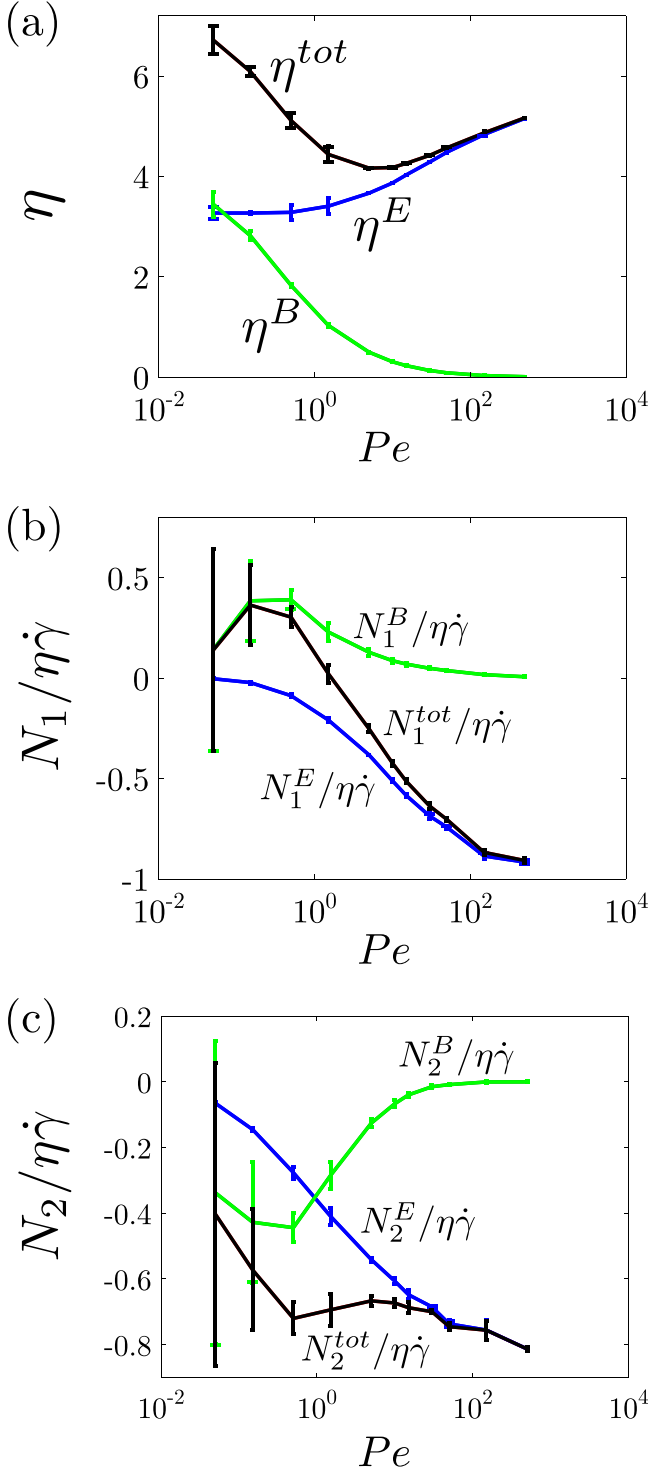 (a)
6
4
2
0
η
η^{tot}
η^{E}
η^{B}
10^{-2} 10^{0} 10^{2} 10^{4}
Pe
(b)
0.5
0
-0.5
-1
N_1/ηγ̇
N_1^{B}/ηγ̇
N_1^{tot}/ηγ̇
N_1^{E}/ηγ̇
10^{-2} 10^{0} 10^{2} 10^{4}
Pe
(c)
0.2
0
-0.2
-0.4
-0.6
-0.8
N_2/ηγ̇
N_2^{B}/ηγ̇
N_2^{E}/ηγ̇
N_2^{tot}/ηγ̇
10^{-2} 10^{0} 10^{2} 10^{4}
Pe